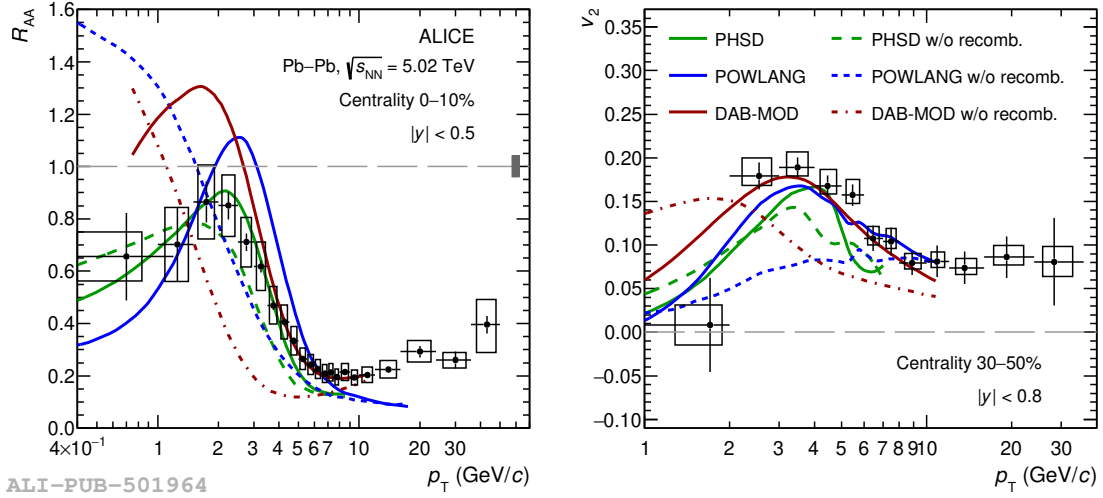 R_AA
1.6
1.4
1.2
1.0
0.8
0.6
0.4
0.2
0.0
ALICE
Pb−Pb, √s_NN = 5.02 TeV
Centrality 0−10%
|y| < 0.5
4×10⁻¹ 1 2 3 4 5 6 7 10 20 30
p_T (GeV/c)
v_2
0.35
0.30
0.25
0.20
0.15
0.10
0.05
0.00
−0.05
−0.10
PHSD PHSD w/o recomb.
POWLANG POWLANG w/o recomb.
DAB-MOD DAB-MOD w/o recomb.
Centrality 30−50%
|y| < 0.8
1 2 3 4 5 6 7 8 9 10 20 30
p_T (GeV/c)
ALI-PUB-501964